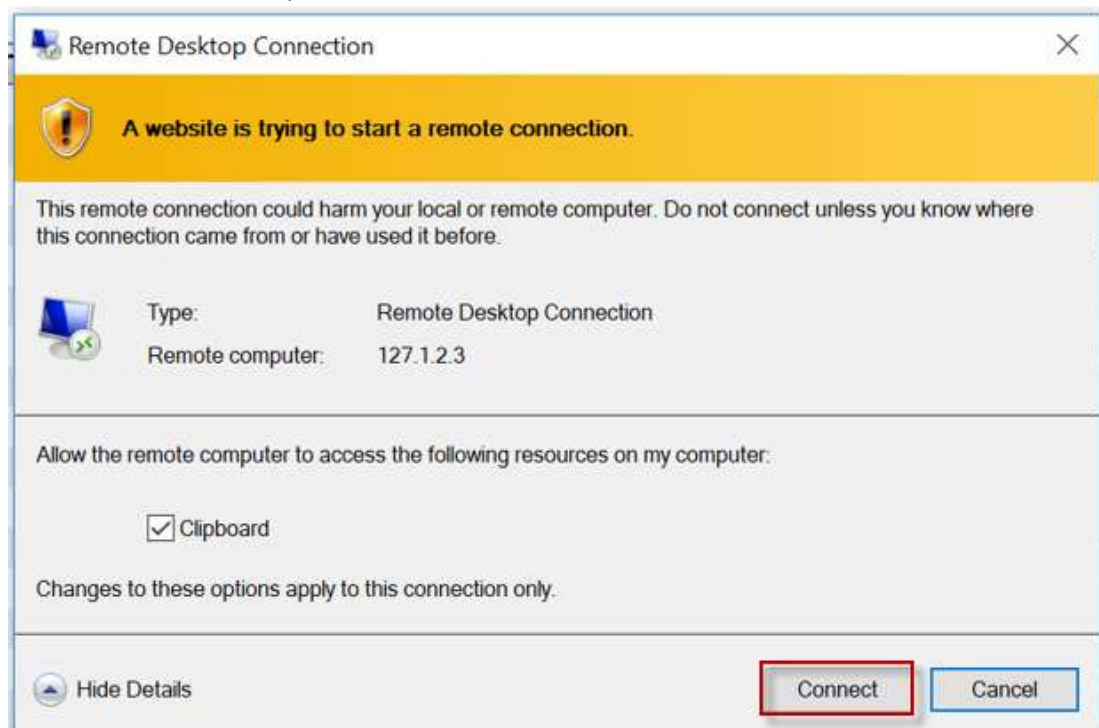 Remote Desktop Connection
A website is trying to start a remote connection.
This remote connection could harm your local or remote computer. Do not connect unless you know where
this connection came from or have used it before.
Type: Remote Desktop Connection
Remote computer: 127.1.2.3
Allow the remote computer to access the following resources on my computer:
Clipboard
Changes to these options apply to this connection only.
Hide Details Connect Cancel